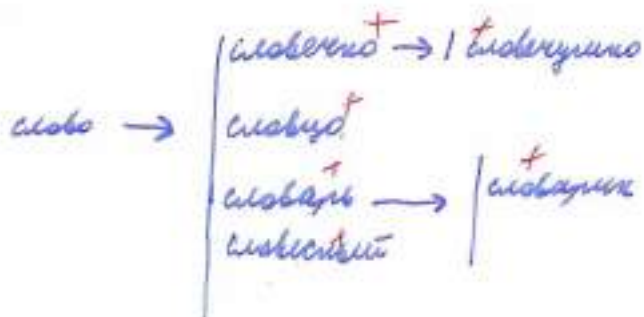 словечко → | словечушко
слово →
словцо
словарь → | словарик
словесный